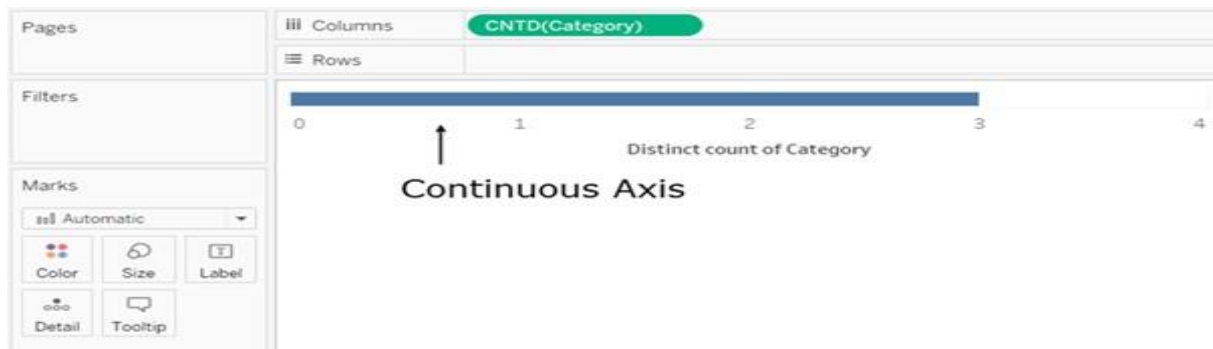 Pages
Columns
CNTD(Category)
Rows
Filters
0 1 2 3 4
Distinct count of Category
Continuous Axis
Marks
Automatic
Color Size Label
T
Detail Tooltip